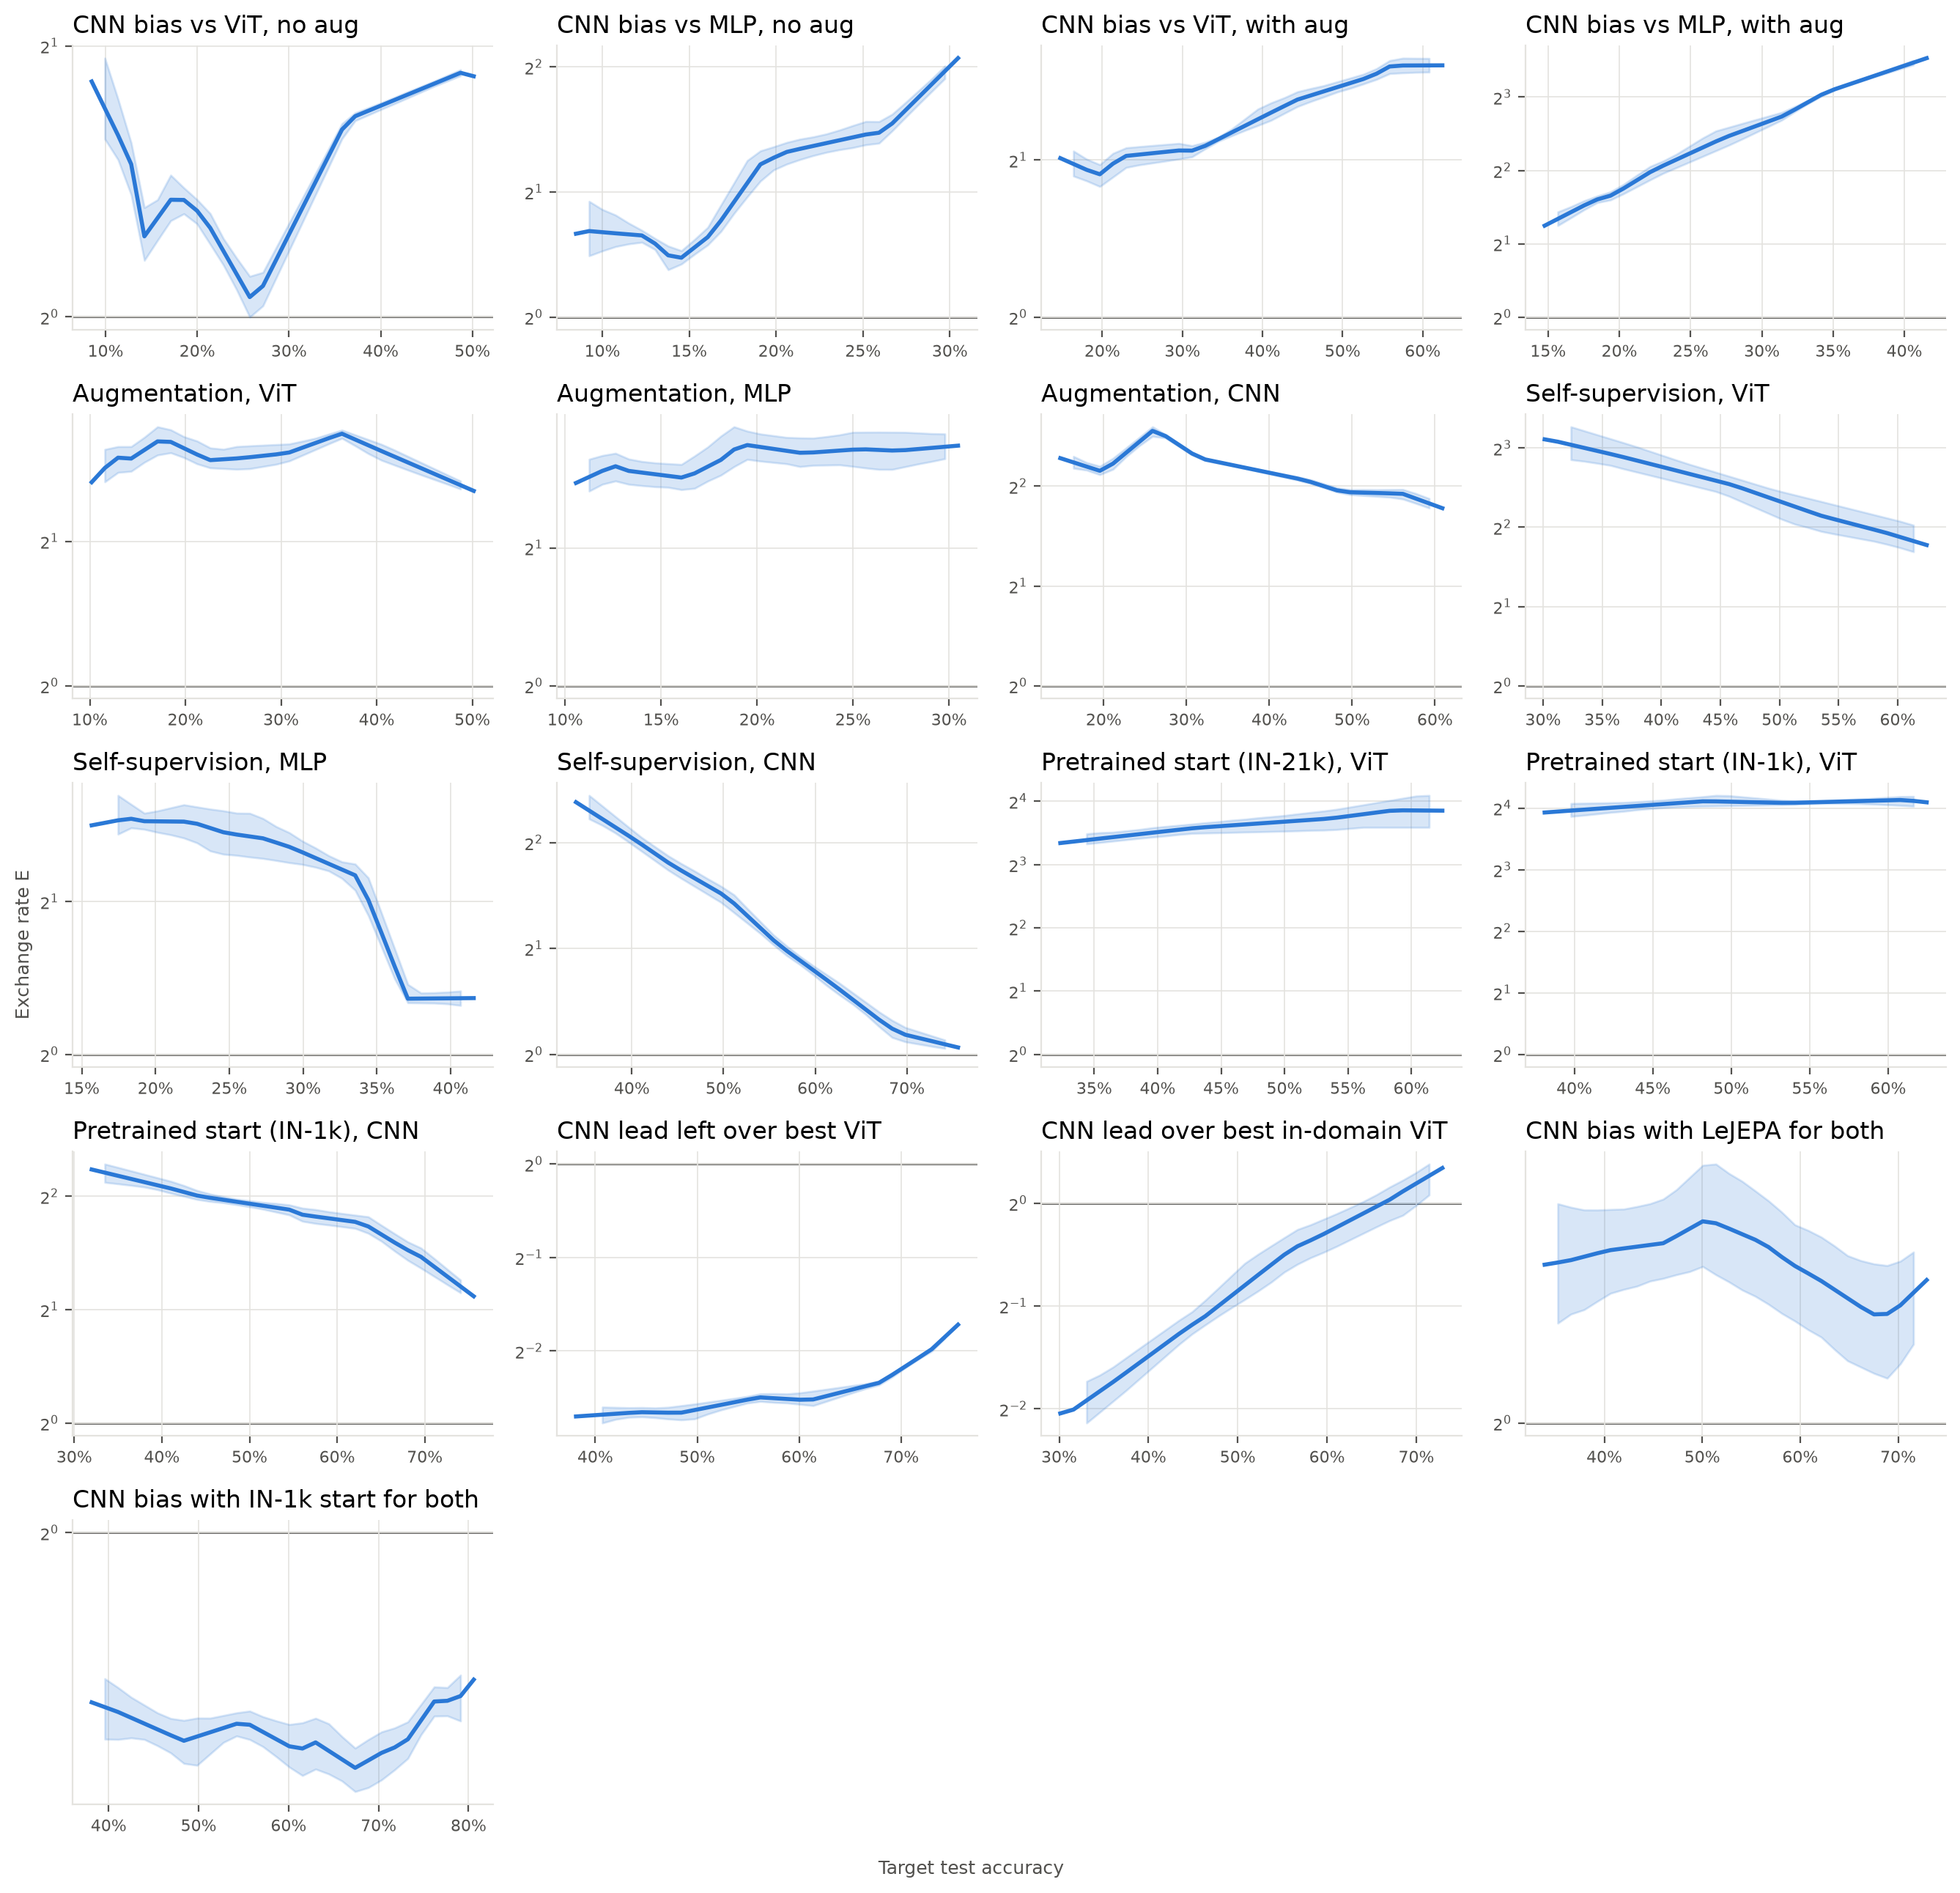 CNN bias vs ViT, no aug
CNN bias vs MLP, no aug
CNN bias vs ViT, with aug
CNN bias vs MLP, with aug
2¹
2⁰
10% 20% 30% 40% 50%
2²
2¹
2⁰
10% 15% 20% 25% 30%
2¹
2⁰
20% 30% 40% 50% 60%
2³
2²
2¹
2⁰
15% 20% 25% 30% 35% 40%
Augmentation, ViT
Augmentation, MLP
Augmentation, CNN
Self-supervision, ViT
2¹
2⁰
10% 20% 30% 40% 50%
2¹
2⁰
10% 15% 20% 25% 30%
2²
2¹
2⁰
20% 30% 40% 50% 60%
2³
2²
2¹
2⁰
30% 35% 40% 45% 50% 55% 60%
Self-supervision, MLP
Self-supervision, CNN
Pretrained start (IN-21k), ViT
Pretrained start (IN-1k), ViT
Exchange rate E
2¹
2⁰
15% 20% 25% 30% 35% 40%
2²
2¹
2⁰
40% 50% 60% 70%
2⁴
2³
2²
2¹
2⁰
35% 40% 45% 50% 55% 60%
2⁴
2³
2²
2¹
2⁰
40% 45% 50% 55% 60%
Pretrained start (IN-1k), CNN
CNN lead left over best ViT
CNN lead over best in-domain ViT
CNN bias with LeJEPA for both
2²
2¹
2⁰
30% 40% 50% 60% 70%
2⁰
2⁻¹
2⁻²
40% 50% 60% 70%
2⁰
2⁻¹
2⁻²
30% 40% 50% 60% 70%
2⁰
40% 50% 60% 70%
CNN bias with IN-1k start for both
2⁰
40% 50% 60% 70% 80%
Target test accuracy